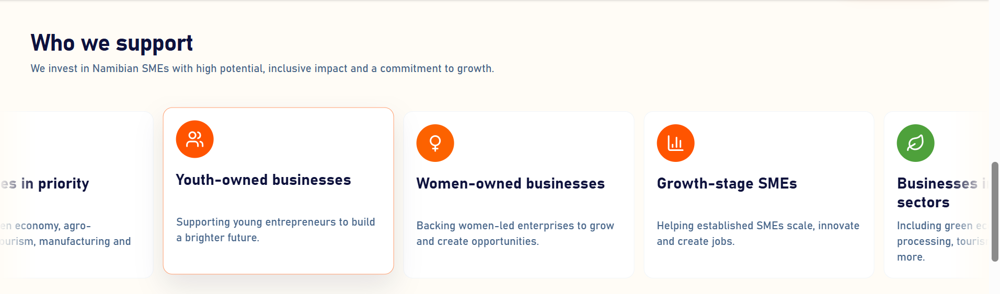 Who we support
We invest in Namibian SMEs with high potential, inclusive impact and a commitment to growth.
es in priority
en economy, agro-
ourism, manufacturing and
Youth-owned businesses
Supporting young entrepreneurs to build
a brighter future.
Women-owned businesses
Backing women-led enterprises to grow
and create opportunities.
Growth-stage SMEs
Helping established SMEs scale, innovate
and create jobs.
Businesses i
sectors
Including green ec
processing, touris
more.